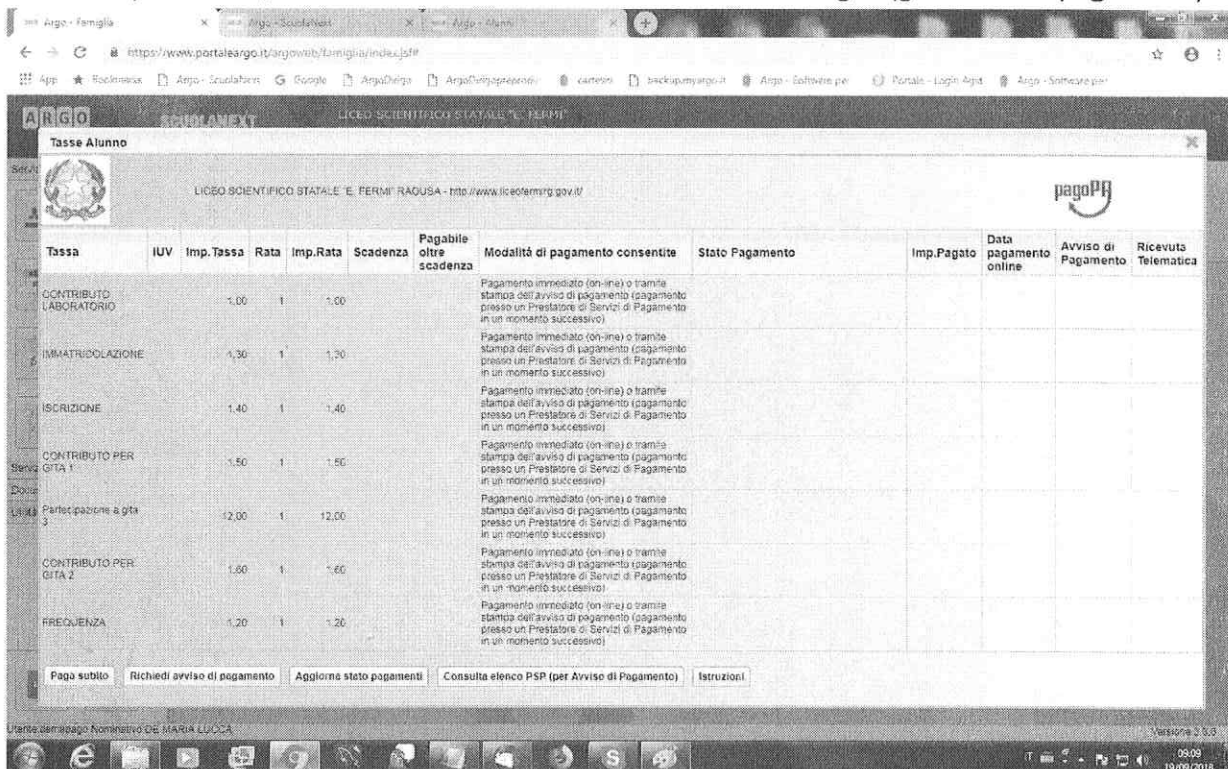 Argo - Famiglia
https://www.portaleargo.it/argoweb/famiglia/index.jsf#
App Bookmarks Argo - ScuolaNext Google
ARGO SCUOLANEXT LICEO SCIENTIFICO STATALE "E. FERMI"
Tasse Alunno
LICEO SCIENTIFICO STATALE "E. FERMI" RAGUSA - http://www.liceofermirg.gov.it/
pagoPA
Tassa IUV Imp.Tassa Rata Imp.Rata Scadenza Pagabile oltre scadenza Modalità di pagamento consentite Stato Pagamento Imp.Pagato Data pagamento online Avviso di Pagamento Ricevuta Telematica
CONTRIBUTO LABORATORIO 1,00 1 1,00
Pagamento immediato (on-line) o tramite
stampa dell'avviso di pagamento (pagamento
presso un Prestatore di Servizi di Pagamento
in un momento successivo)
IMMATRICOLAZIONE 1,30 1 1,30
Pagamento immediato (on-line) o tramite
stampa dell'avviso di pagamento (pagamento
presso un Prestatore di Servizi di Pagamento
in un momento successivo)
ISCRIZIONE 1,40 1 1,40
Pagamento immediato (on-line) o tramite
stampa dell'avviso di pagamento (pagamento
presso un Prestatore di Servizi di Pagamento
in un momento successivo)
CONTRIBUTO PER GITA 1 1,50 1 1,50
Pagamento immediato (on-line) o tramite
stampa dell'avviso di pagamento (pagamento
presso un Prestatore di Servizi di Pagamento
in un momento successivo)
Partecipazione a gita 3 12,00 1 12,00
Pagamento immediato (on-line) o tramite
stampa dell'avviso di pagamento (pagamento
presso un Prestatore di Servizi di Pagamento
in un momento successivo)
CONTRIBUTO PER GITA 2 1,60 1 1,60
Pagamento immediato (on-line) o tramite
stampa dell'avviso di pagamento (pagamento
presso un Prestatore di Servizi di Pagamento
in un momento successivo)
FREQUENZA 1,20 1 1,20
Pagamento immediato (on-line) o tramite
stampa dell'avviso di pagamento (pagamento
presso un Prestatore di Servizi di Pagamento
in un momento successivo)
Paga subito Richiedi avviso di pagamento Aggiorna stato pagamenti Consulta elenco PSP (per Avviso di Pagamento) Istruzioni
Utente demopago Nominativo DE MARIA LUCCA
09:09
19/09/2018